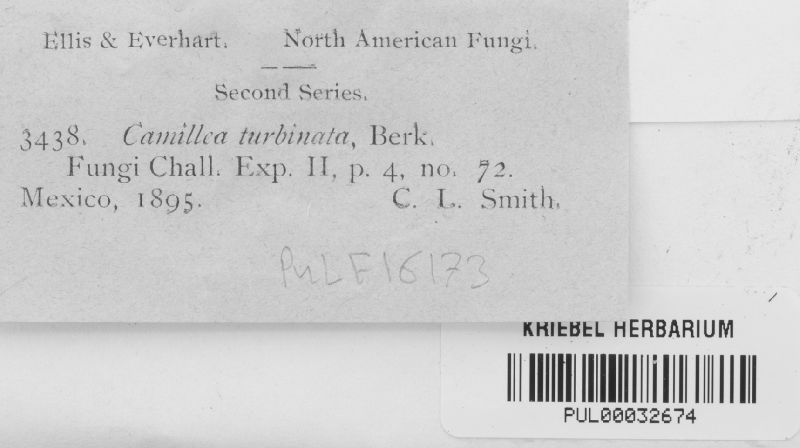 Ellis & Everhart. North American Fungi.
Second Series.
3438. Camillea turbinata, Berk.
Fungi Chall. Exp. II, p. 4, no. 72.
Mexico, 1895. C. L. Smith.
PULF16173
KRIEBEL HERBARIUM
PUL00032674